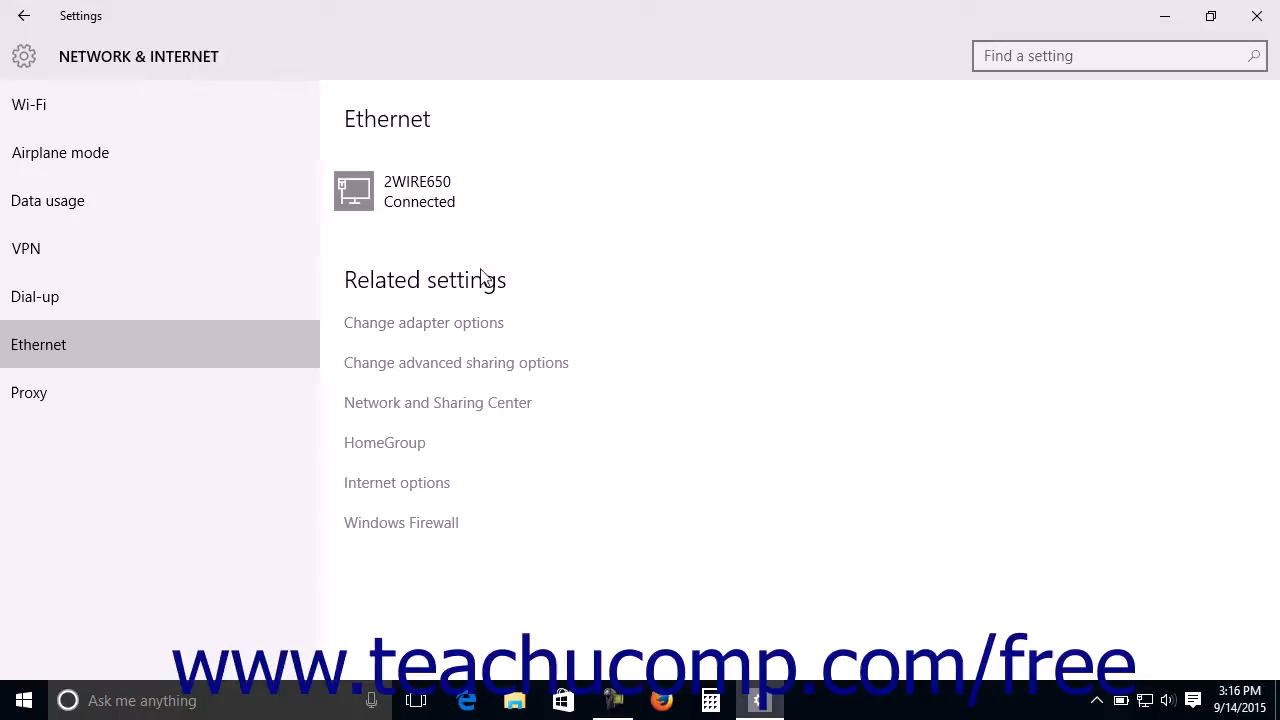 Settings
NETWORK & INTERNET
Find a setting
Wi-Fi
Airplane mode
Data usage
VPN
Dial-up
Ethernet
Proxy
Ethernet
2WIRE650
Connected
Related settings
Change adapter options
Change advanced sharing options
Network and Sharing Center
HomeGroup
Internet options
Windows Firewall
www.teachucomp.com/free
Ask me anything
3:16 PM
9/14/2015